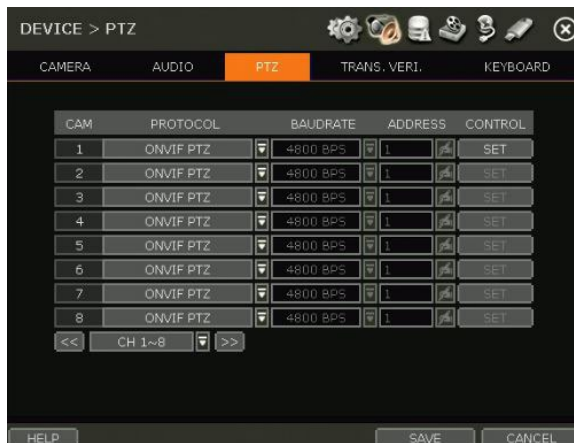 DEVICE > PTZ
CAMERA AUDIO PTZ TRANS. VERI. KEYBOARD
CAM PROTOCOL BAUDRATE ADDRESS CONTROL
1 ONVIF PTZ 4800 BPS 1 SET
2 ONVIF PTZ 4800 BPS 1 SET
3 ONVIF PTZ 4800 BPS 1 SET
4 ONVIF PTZ 4800 BPS 1 SET
5 ONVIF PTZ 4800 BPS 1 SET
6 ONVIF PTZ 4800 BPS 1 SET
7 ONVIF PTZ 4800 BPS 1 SET
8 ONVIF PTZ 4800 BPS 1 SET
<< CH 1~8 >>
HELP SAVE CANCEL